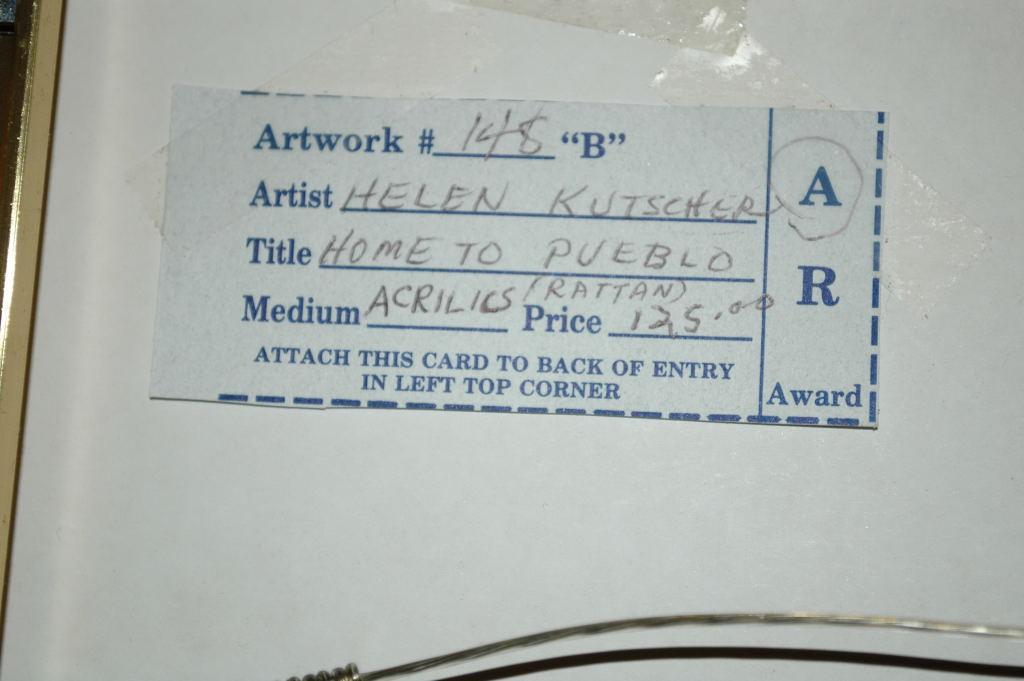 Artwork # 148 "B"
Artist HELEN KUTSCHER
Title HOME TO PUEBLO
Medium ACRILICS (RATTAN) Price 125.00
ATTACH THIS CARD TO BACK OF ENTRY
IN LEFT TOP CORNER
A
R
Award